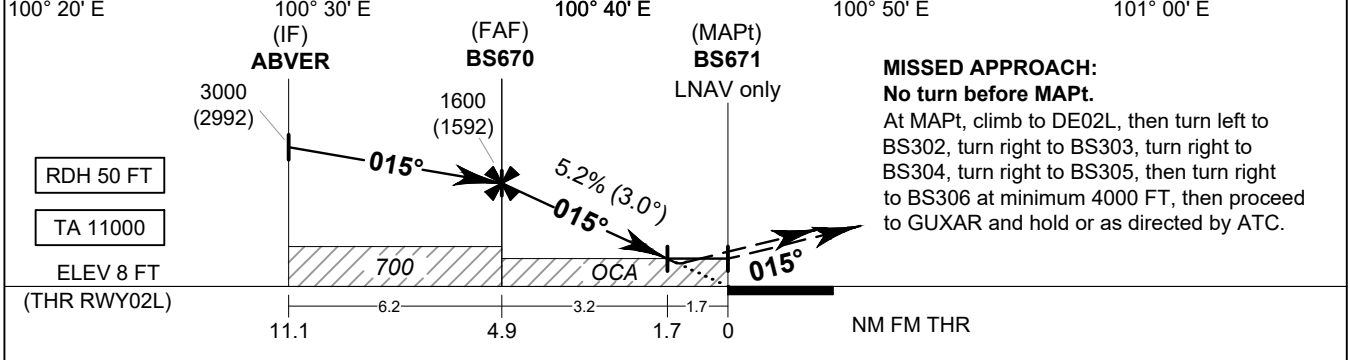 100° 20' E 100° 30' E 100° 40' E 100° 50' E 101° 00' E
(IF)
ABVER
(FAF)
BS670
(MAPt)
BS671
LNAV only
3000
(2992)
1600
(1592)
015°
5.2% (3.0°)
015°
015°
RDH 50 FT
TA 11000
ELEV 8 FT
(THR RWY02L)
700
OCA
6.2 3.2 1.7
11.1 4.9 1.7 0 NM FM THR
MISSED APPROACH:
No turn before MAPt.
At MAPt, climb to DE02L, then turn left to
BS302, turn right to BS303, turn right to
BS304, turn right to BS305, then turn right
to BS306 at minimum 4000 FT, then proceed
to GUXAR and hold or as directed by ATC.